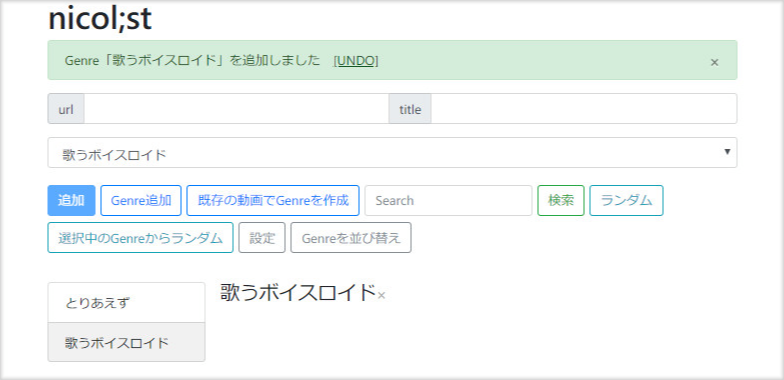 nicol;st
Genre「歌うボイスロイド」を追加しました [UNDO] ×
url title
歌うボイスロイド ▼
追加 Genre追加 既存の動画でGenreを作成 Search 検索 ランダム
選択中のGenreからランダム 設定 Genreを並び替え
とりあえず 歌うボイスロイド×
歌うボイスロイド